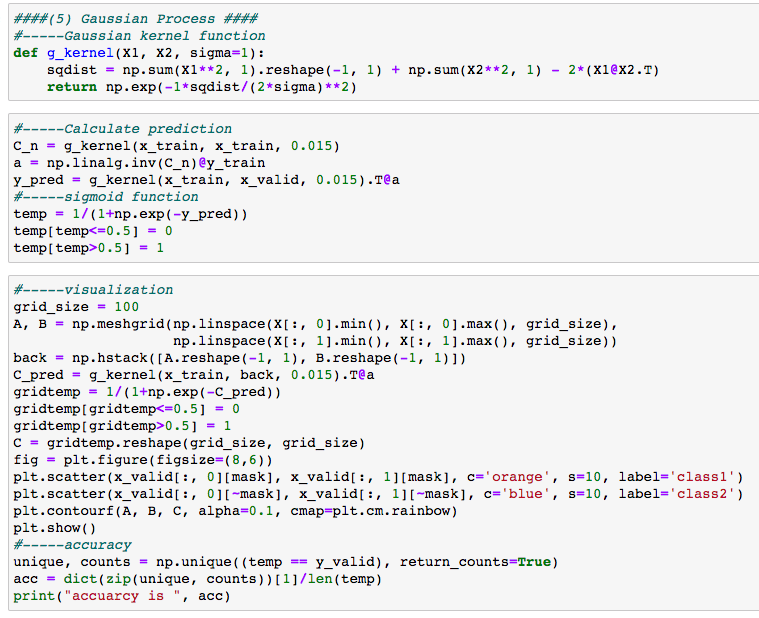 ####(5) Gaussian Process ####
#-----Gaussian kernel function
def g_kernel(X1, X2, sigma=1):
    sqdist = np.sum(X1**2, 1).reshape(-1, 1) + np.sum(X2**2, 1) - 2*(X1@X2.T)
    return np.exp(-1*sqdist/(2*sigma)**2)
#-----Calculate prediction
C_n = g_kernel(x_train, x_train, 0.015)
a = np.linalg.inv(C_n)@y_train
y_pred = g_kernel(x_train, x_valid, 0.015).T@a
#-----sigmoid function
temp = 1/(1+np.exp(-y_pred))
temp[temp<=0.5] = 0
temp[temp>0.5] = 1
#-----visualization
grid_size = 100
A, B = np.meshgrid(np.linspace(X[:, 0].min(), X[:, 0].max(), grid_size),
                   np.linspace(X[:, 1].min(), X[:, 1].max(), grid_size))
back = np.hstack([A.reshape(-1, 1), B.reshape(-1, 1)])
C_pred = g_kernel(x_train, back, 0.015).T@a
gridtemp = 1/(1+np.exp(-C_pred))
gridtemp[gridtemp<=0.5] = 0
gridtemp[gridtemp>0.5] = 1
C = gridtemp.reshape(grid_size, grid_size)
fig = plt.figure(figsize=(8,6))
plt.scatter(x_valid[:, 0][mask], x_valid[:, 1][mask], c='orange', s=10, label='class1')
plt.scatter(x_valid[:, 0][~mask], x_valid[:, 1][~mask], c='blue', s=10, label='class2')
plt.contourf(A, B, C, alpha=0.1, cmap=plt.cm.rainbow)
plt.show()
#-----accuracy
unique, counts = np.unique((temp == y_valid), return_counts=True)
acc = dict(zip(unique, counts))[1]/len(temp)
print("accuarcy is ", acc)